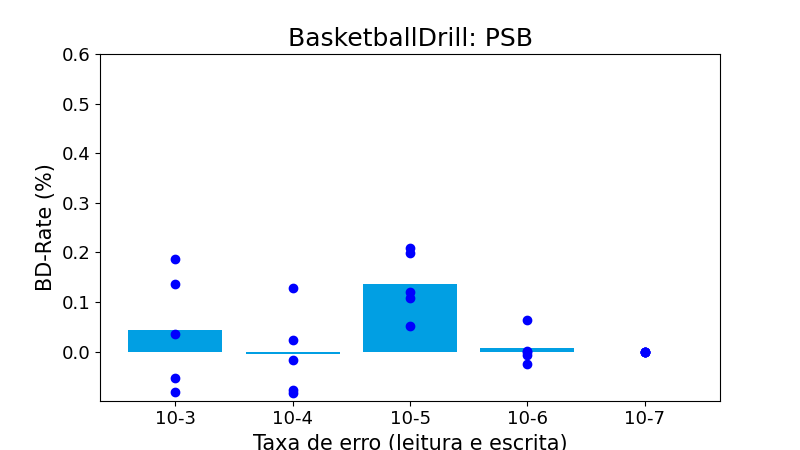 BasketballDrill: PSB
0.6
0.5
0.4
0.3
0.2
0.1
0.0
BD-Rate (%)
10-3 10-4 10-5 10-6 10-7
Taxa de erro (leitura e escrita)